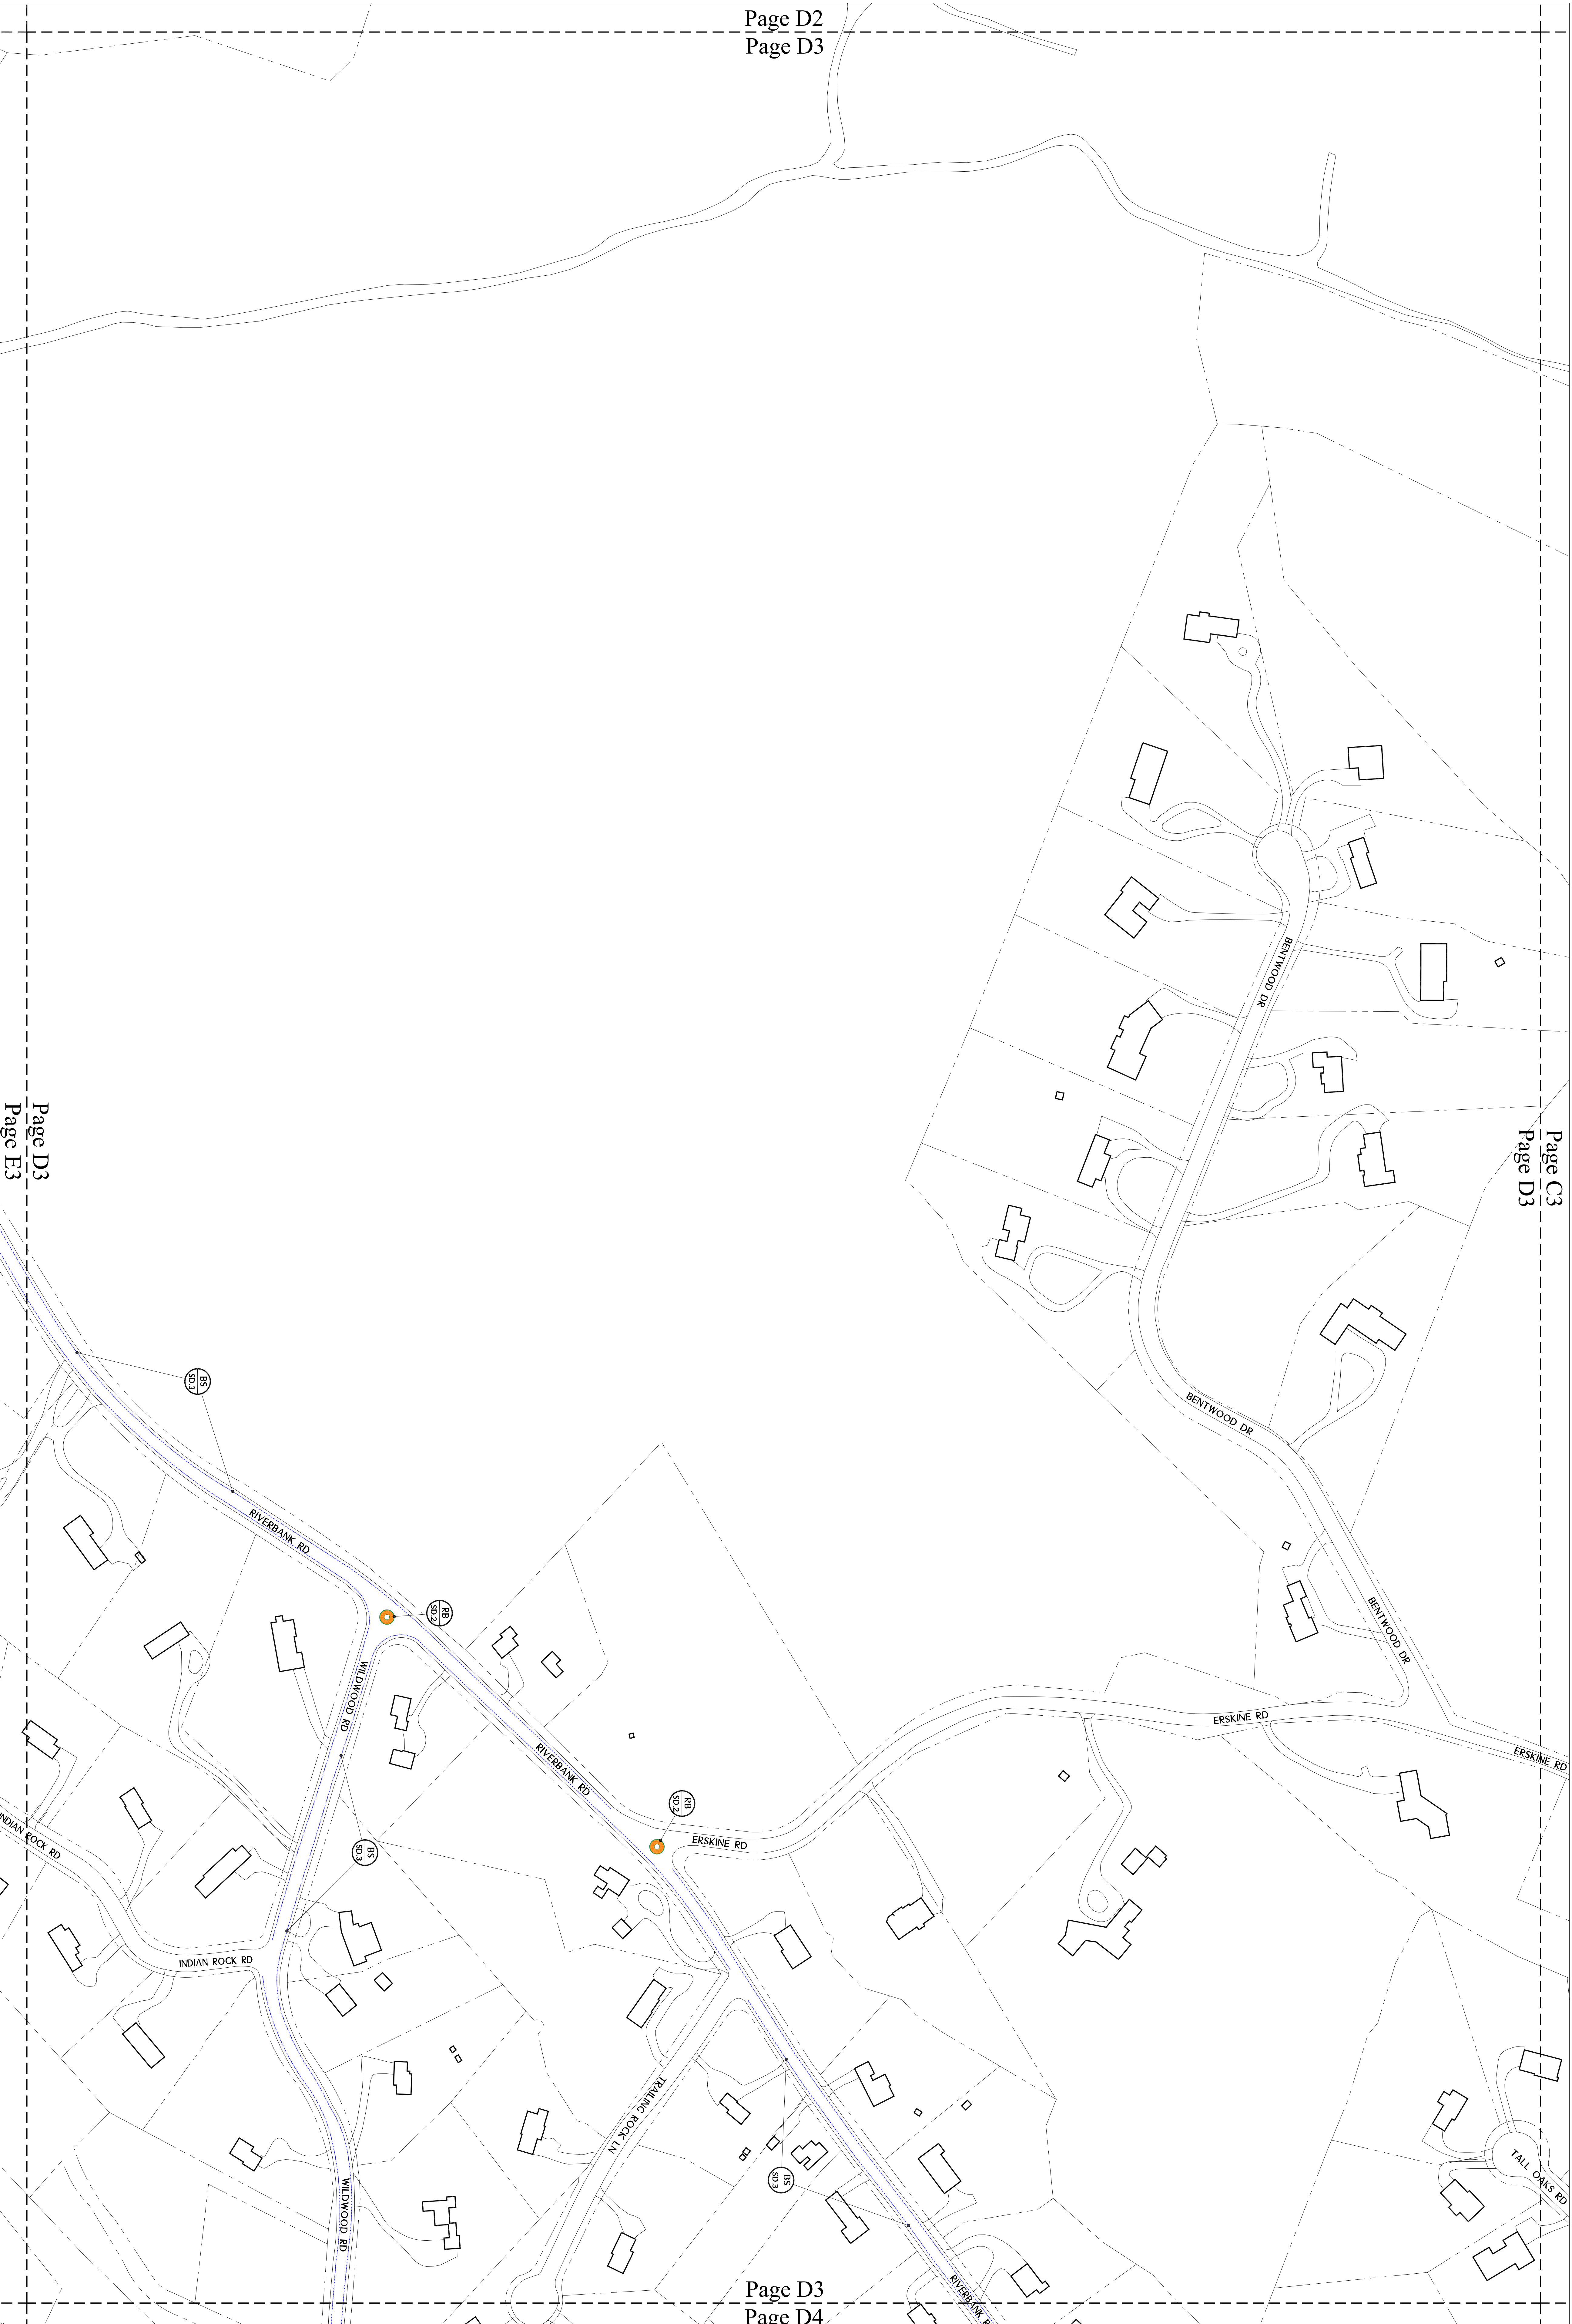 Page D2
Page D3
BENTWOOD DR
Page D3
Page E3
Page C3
Page D3
BS
SD.3
BENTWOOD DR
RIVERBANK RD
RB
SD.2
BENTWOOD DR
WILDWOOD RD
ERSKINE RD
ERSKINE RD
RIVERBANK RD
RB
SD.2
ERSKINE RD
INDIAN ROCK RD
BS
SD.3
INDIAN ROCK RD
TRAILING ROCK LN
BS
SD.3
TALL OAKS RD
WILDWOOD RD
RIVERBANK R
Page D3
Page D4